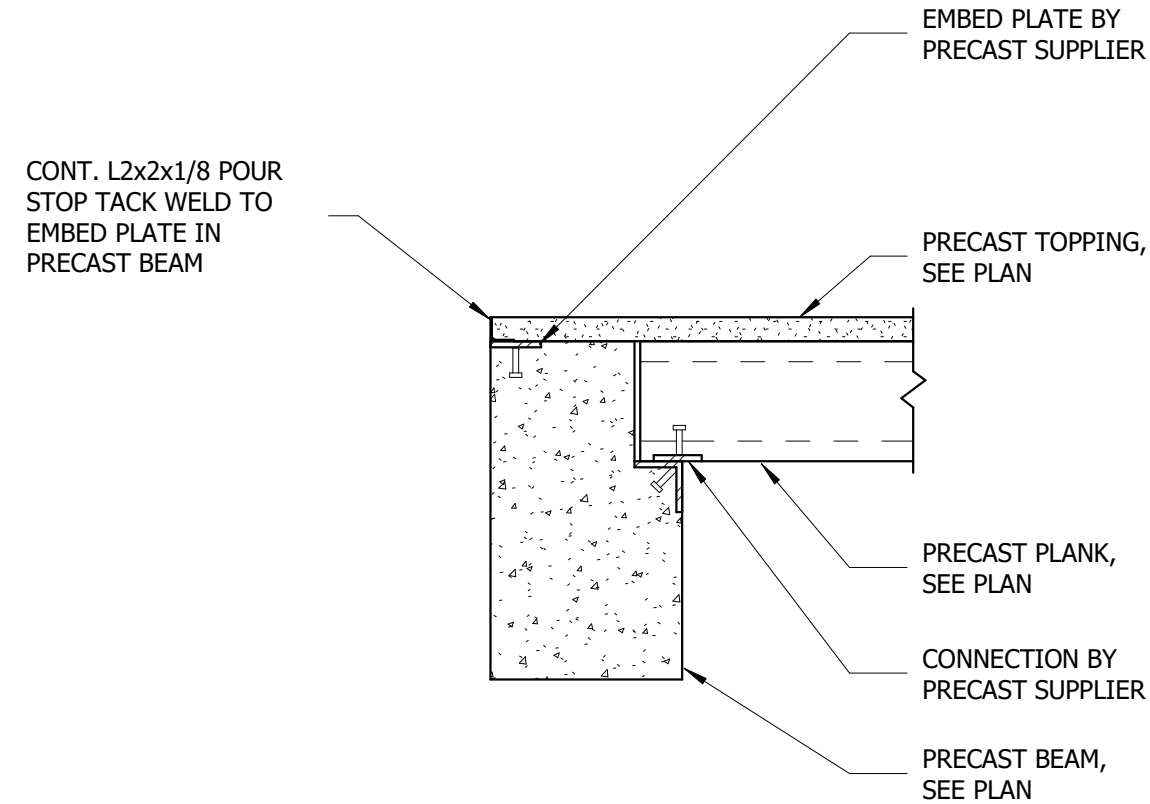 EMBED PLATE BY
PRECAST SUPPLIER
CONT. L2x2x1/8 POUR
STOP TACK WELD TO
EMBED PLATE IN
PRECAST BEAM
PRECAST TOPPING,
SEE PLAN
PRECAST PLANK,
SEE PLAN
CONNECTION BY
PRECAST SUPPLIER
PRECAST BEAM,
SEE PLAN